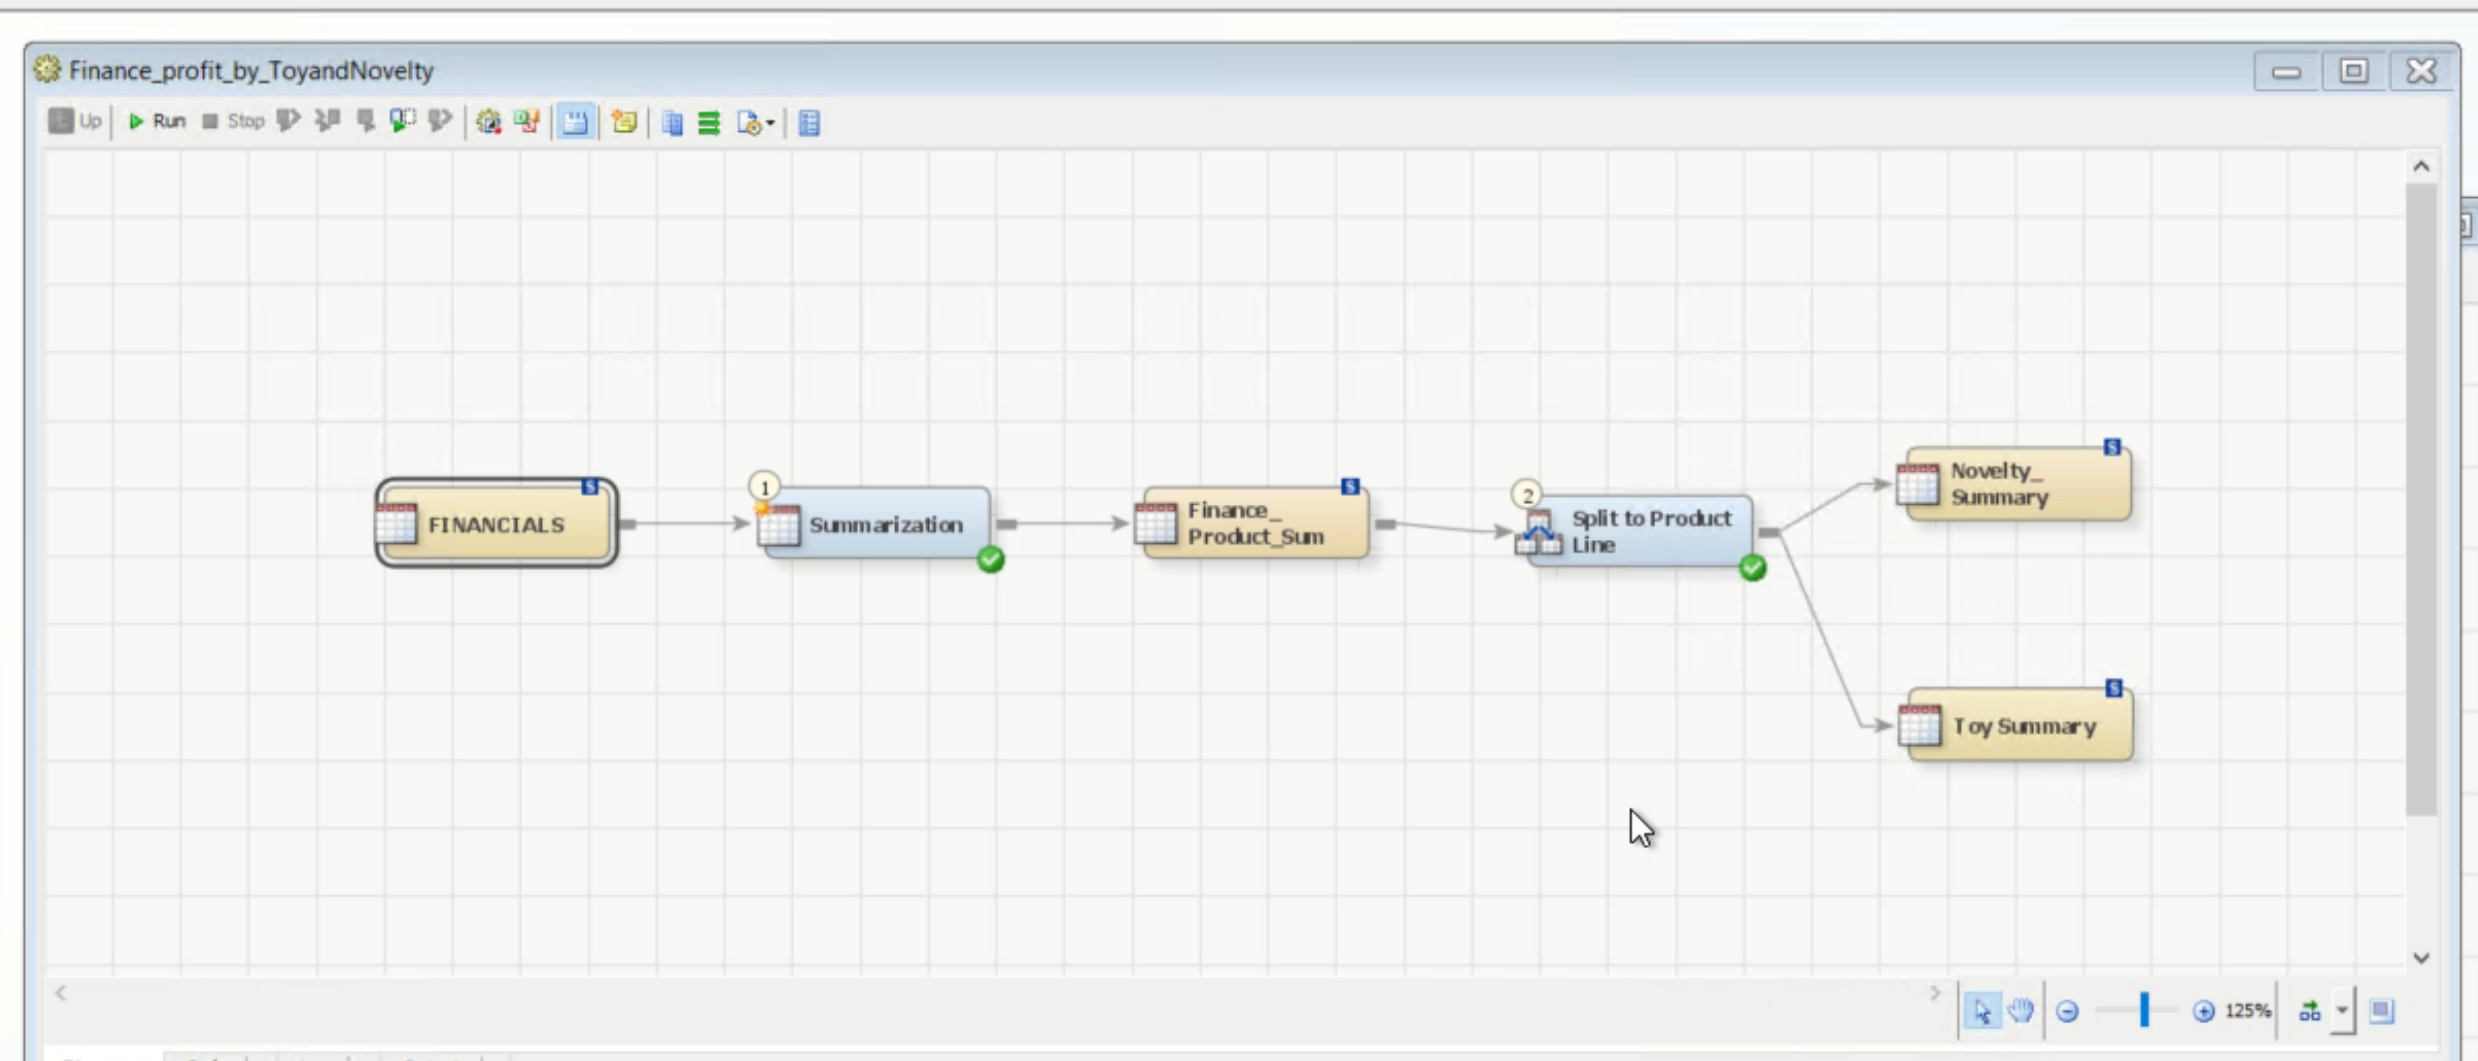 Finance_profit_by_ToyandNovelty
Up Run Stop
FINANCIALS
S
1
Summarization
Finance_
Product_Sum
S
2
Split to Product
Line
Novelty_
Summary
S
Toy Summary
S
125%